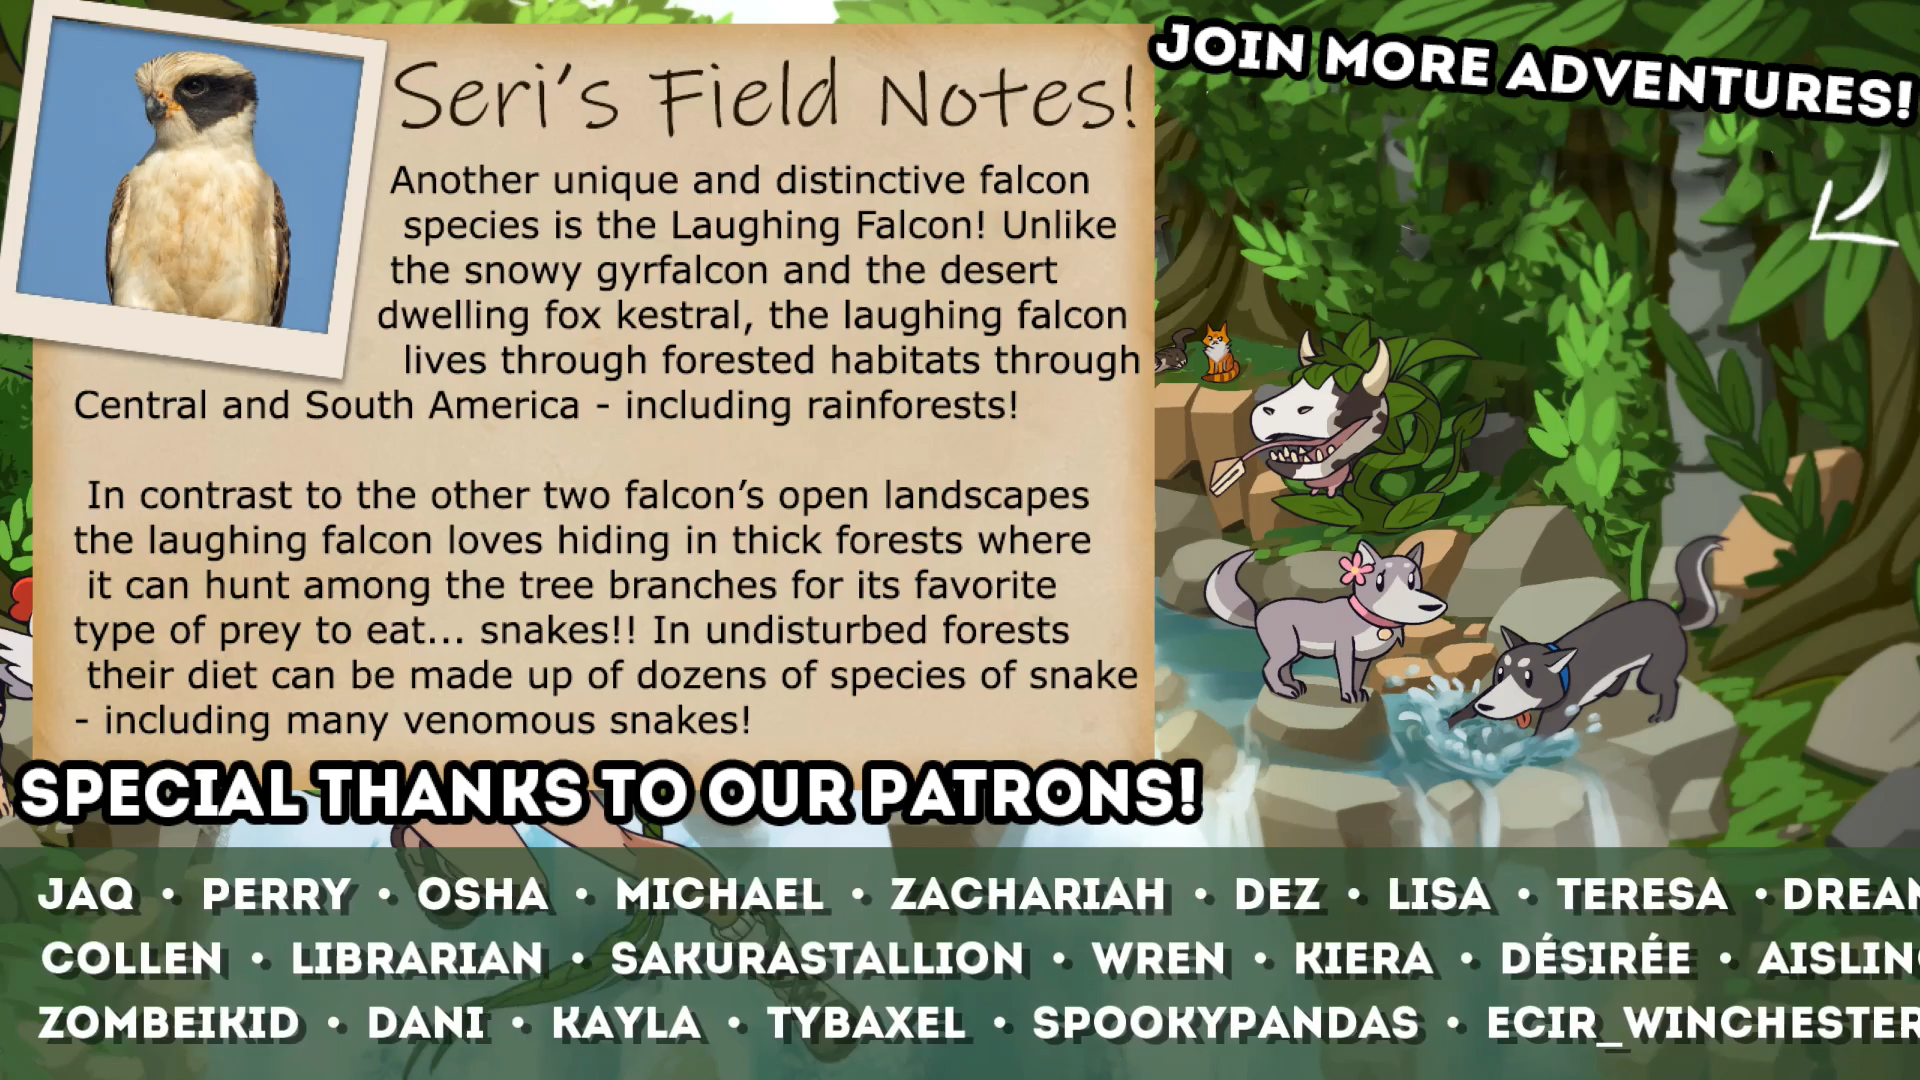 Seri's Field Notes!
JOIN MORE ADVENTURES!
Another unique and distinctive falcon
species is the Laughing Falcon! Unlike
the snowy gyrfalcon and the desert
dwelling fox kestral, the laughing falcon
lives through forested habitats through
Central and South America - including rainforests!
In contrast to the other two falcon’s open landscapes
the laughing falcon loves hiding in thick forests where
it can hunt among the tree branches for its favorite
type of prey to eat... snakes!! In undisturbed forests
their diet can be made up of dozens of species of snake
- including many venomous snakes!
SPECIAL THANKS TO OUR PATRONS!
JAQ • PERRY • OSHA • MICHAEL • ZACHARIAH • DEZ • LISA • TERESA •
COLLEN • LIBRARIAN • SAKURASTALLION • WREN • KIERA • DÉSIRÉE •
ZOMBEIKID • DANI • KAYLA • TYBAXEL • SPOOKYPANDAS • ECIR_WINCHESTER